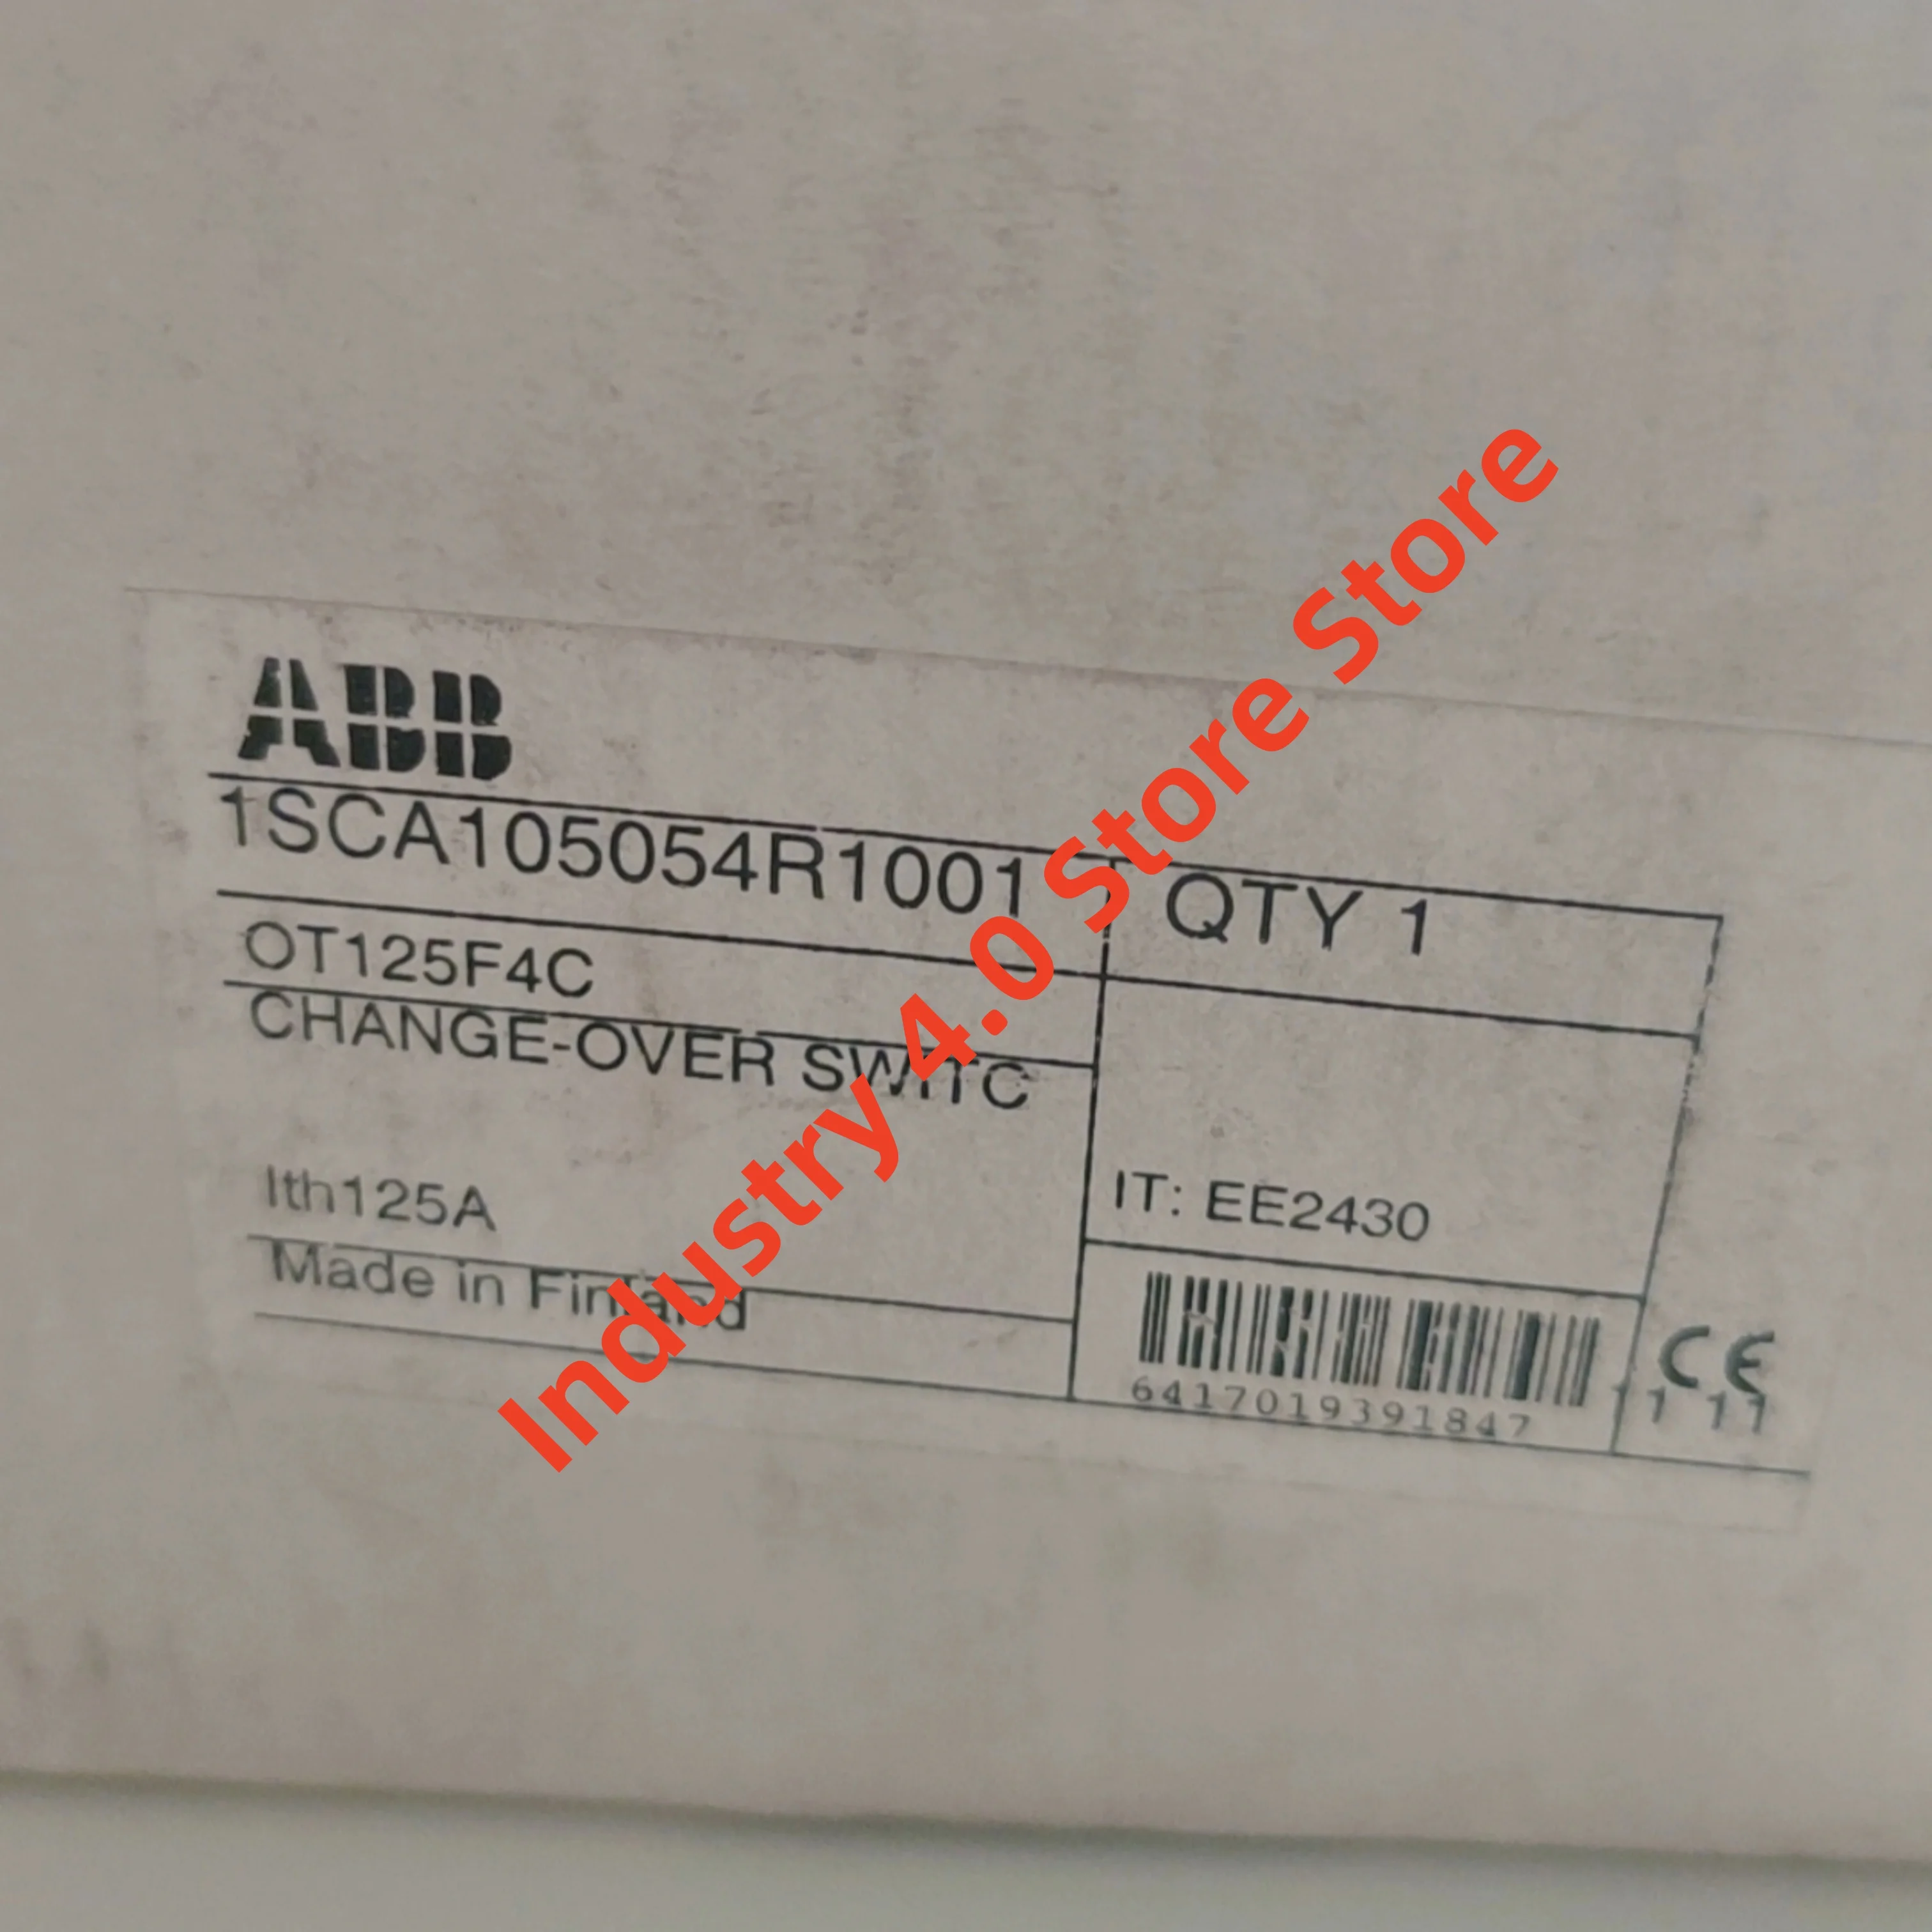 ABB
1SCA105054R1001
QTY 1
OT125F4C
CHANGE-OVER SWITC
Ith125A
IT: EE2430
Made in Finland
6417019391847
CE
Industry 4.0 Store Store